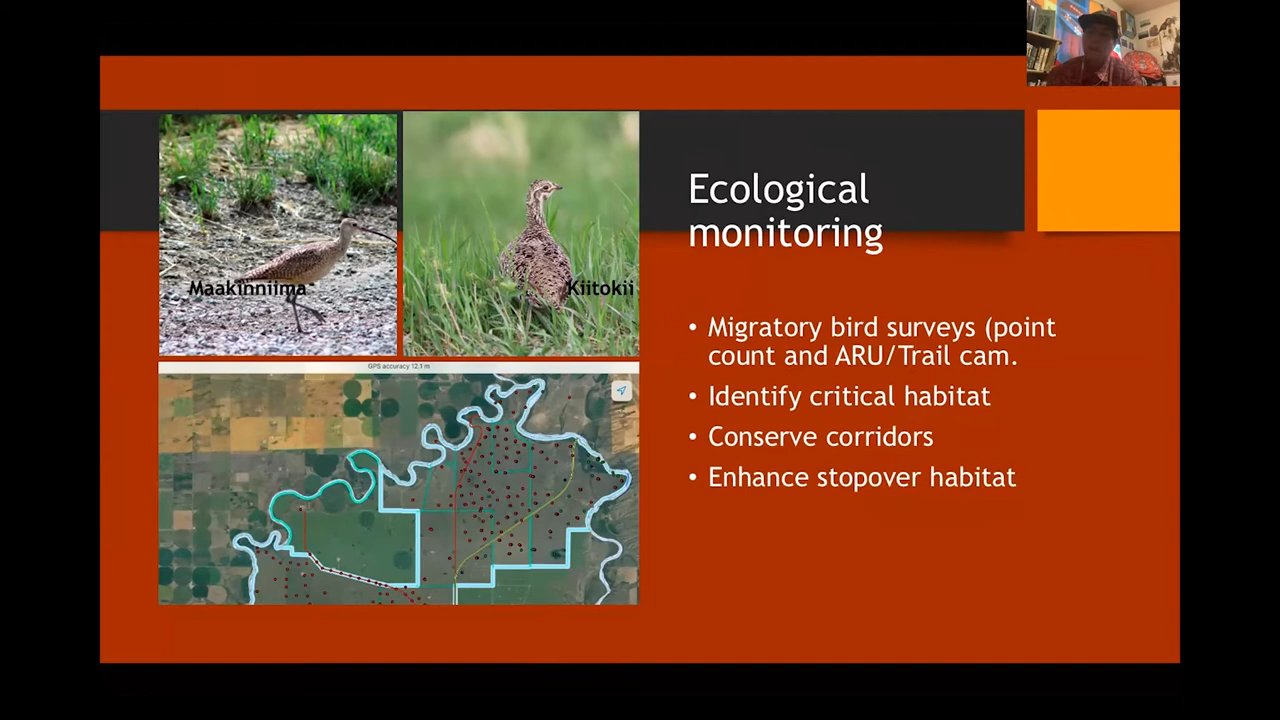 Ecological
monitoring
Maakinniima
Kiitokii
• Migratory bird surveys (point
count and ARU/Trail cam.
• Identify critical habitat
• Conserve corridors
• Enhance stopover habitat
GPS accuracy 12.1 m